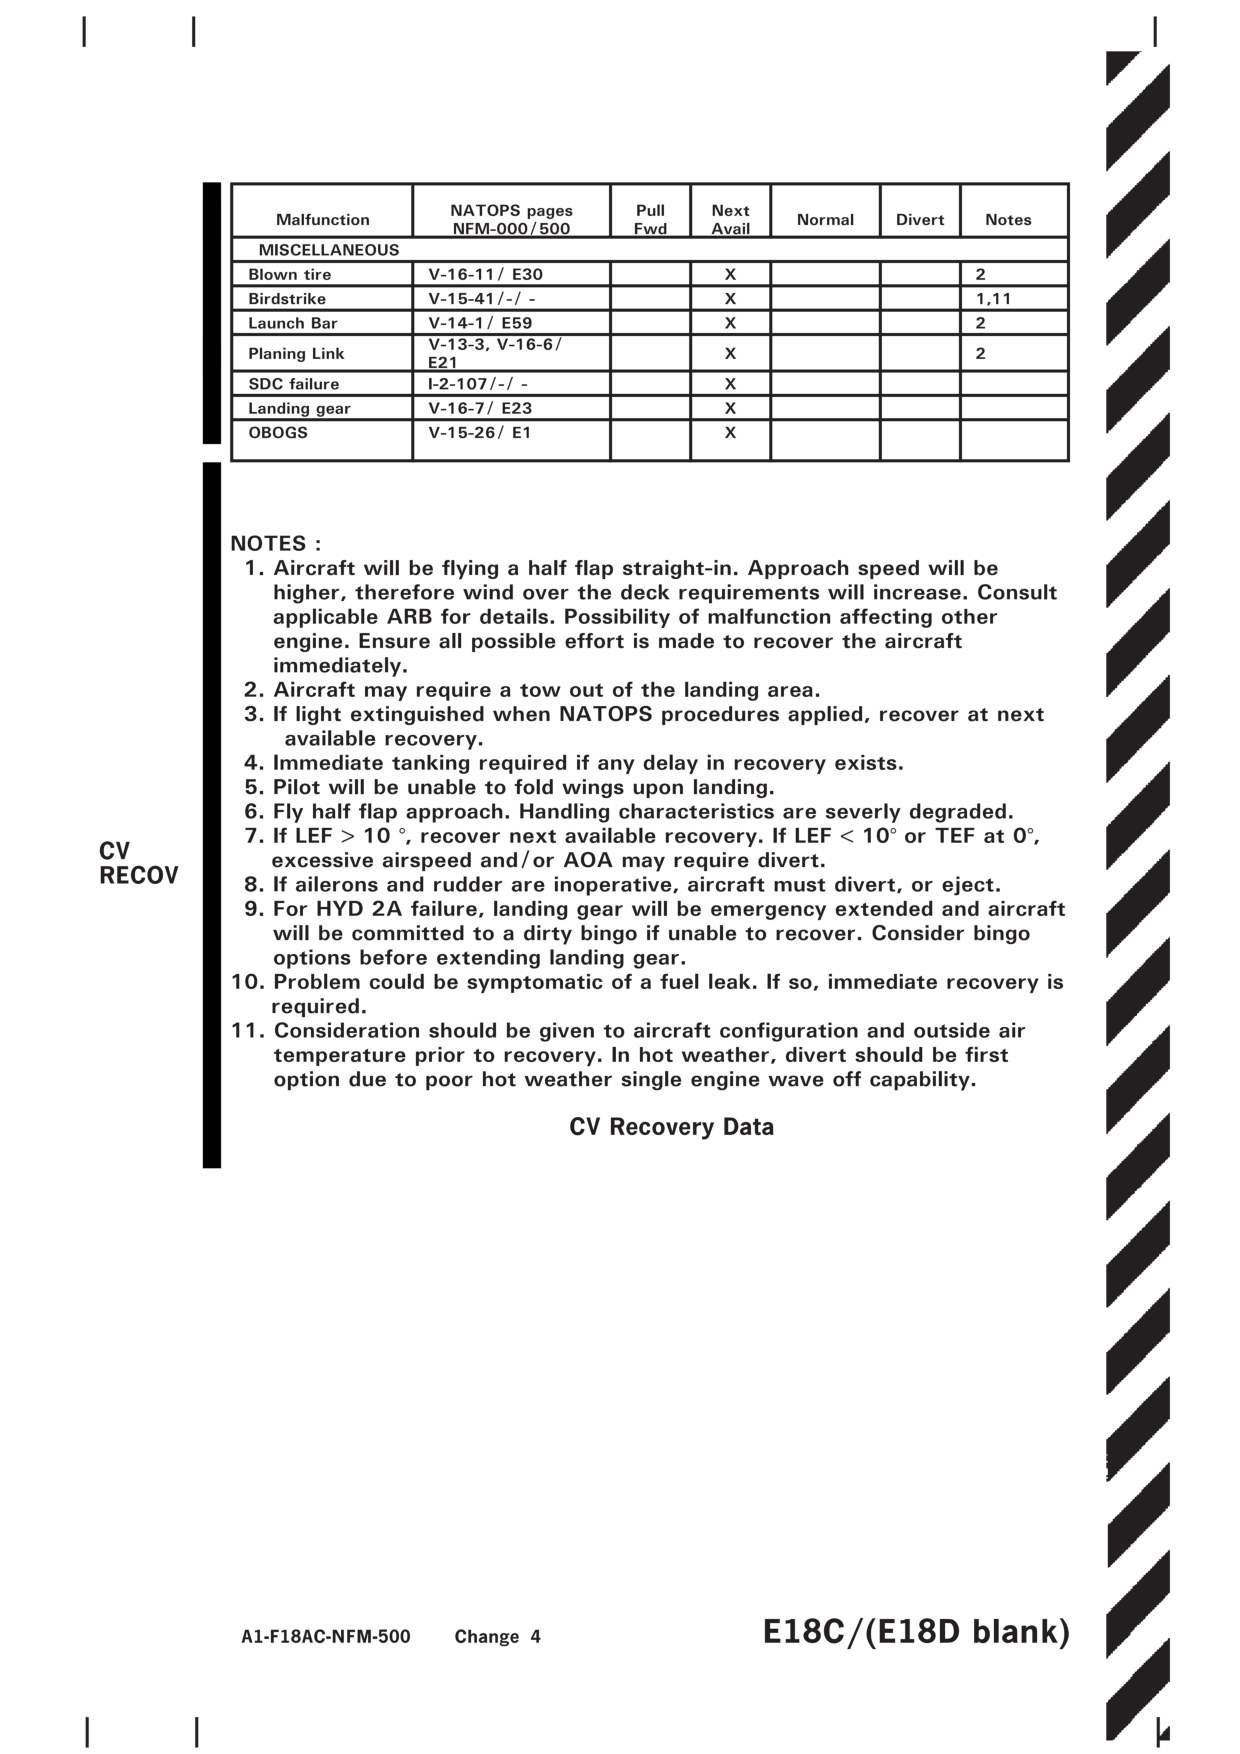 Malfunction NATOPS pages NFM-000/500 Pull Fwd Next Avail Normal Divert Notes
MISCELLANEOUS
Blown tire V-16-11/ E30 X 2
Birdstrike V-15-41/-/ - X 1,11
Launch Bar V-14-1/ E59 X 2
Planing Link V-13-3, V-16-6/ E21 X 2
SDC failure I-2-107/-/ - X
Landing gear V-16-7/ E23 X
OBOGS V-15-26/ E1 X
NOTES :
1. Aircraft will be flying a half flap straight-in. Approach speed will be
higher, therefore wind over the deck requirements will increase. Consult
applicable ARB for details. Possibility of malfunction affecting other
engine. Ensure all possible effort is made to recover the aircraft
immediately.
2. Aircraft may require a tow out of the landing area.
3. If light extinguished when NATOPS procedures applied, recover at next
available recovery.
4. Immediate tanking required if any delay in recovery exists.
5. Pilot will be unable to fold wings upon landing.
6. Fly half flap approach. Handling characteristics are severly degraded.
7. If LEF > 10 °, recover next available recovery. If LEF < 10° or TEF at 0°,
excessive airspeed and/or AOA may require divert.
8. If ailerons and rudder are inoperative, aircraft must divert, or eject.
9. For HYD 2A failure, landing gear will be emergency extended and aircraft
will be committed to a dirty bingo if unable to recover. Consider bingo
options before extending landing gear.
10. Problem could be symptomatic of a fuel leak. If so, immediate recovery is
required.
11. Consideration should be given to aircraft configuration and outside air
temperature prior to recovery. In hot weather, divert should be first
option due to poor hot weather single engine wave off capability.
CV
RECOV
CV Recovery Data
A1-F18AC-NFM-500 Change 4 E18C/(E18D blank)